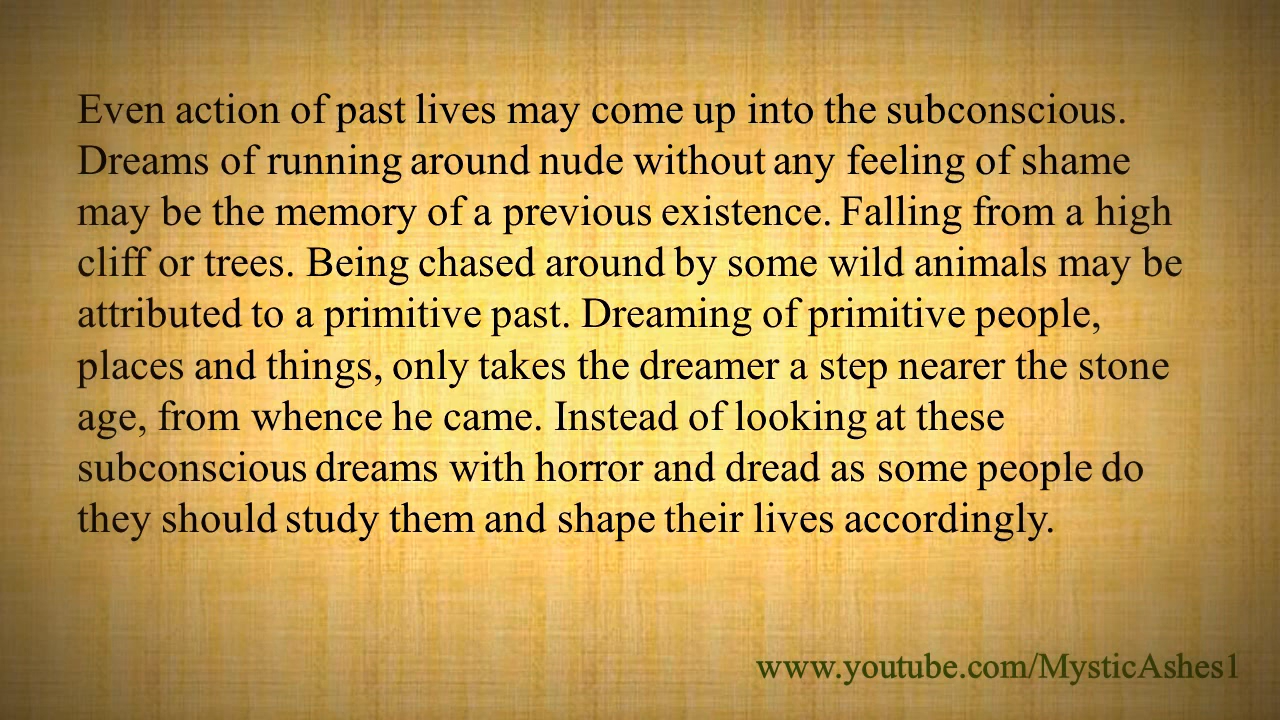 Even action of past lives may come up into the subconscious.
Dreams of running around nude without any feeling of shame
may be the memory of a previous existence. Falling from a high
cliff or trees. Being chased around by some wild animals may be
attributed to a primitive past. Dreaming of primitive people,
places and things, only takes the dreamer a step nearer the stone
age, from whence he came. Instead of looking at these
subconscious dreams with horror and dread as some people do
they should study them and shape their lives accordingly.
www.youtube.com/MysticAshes1